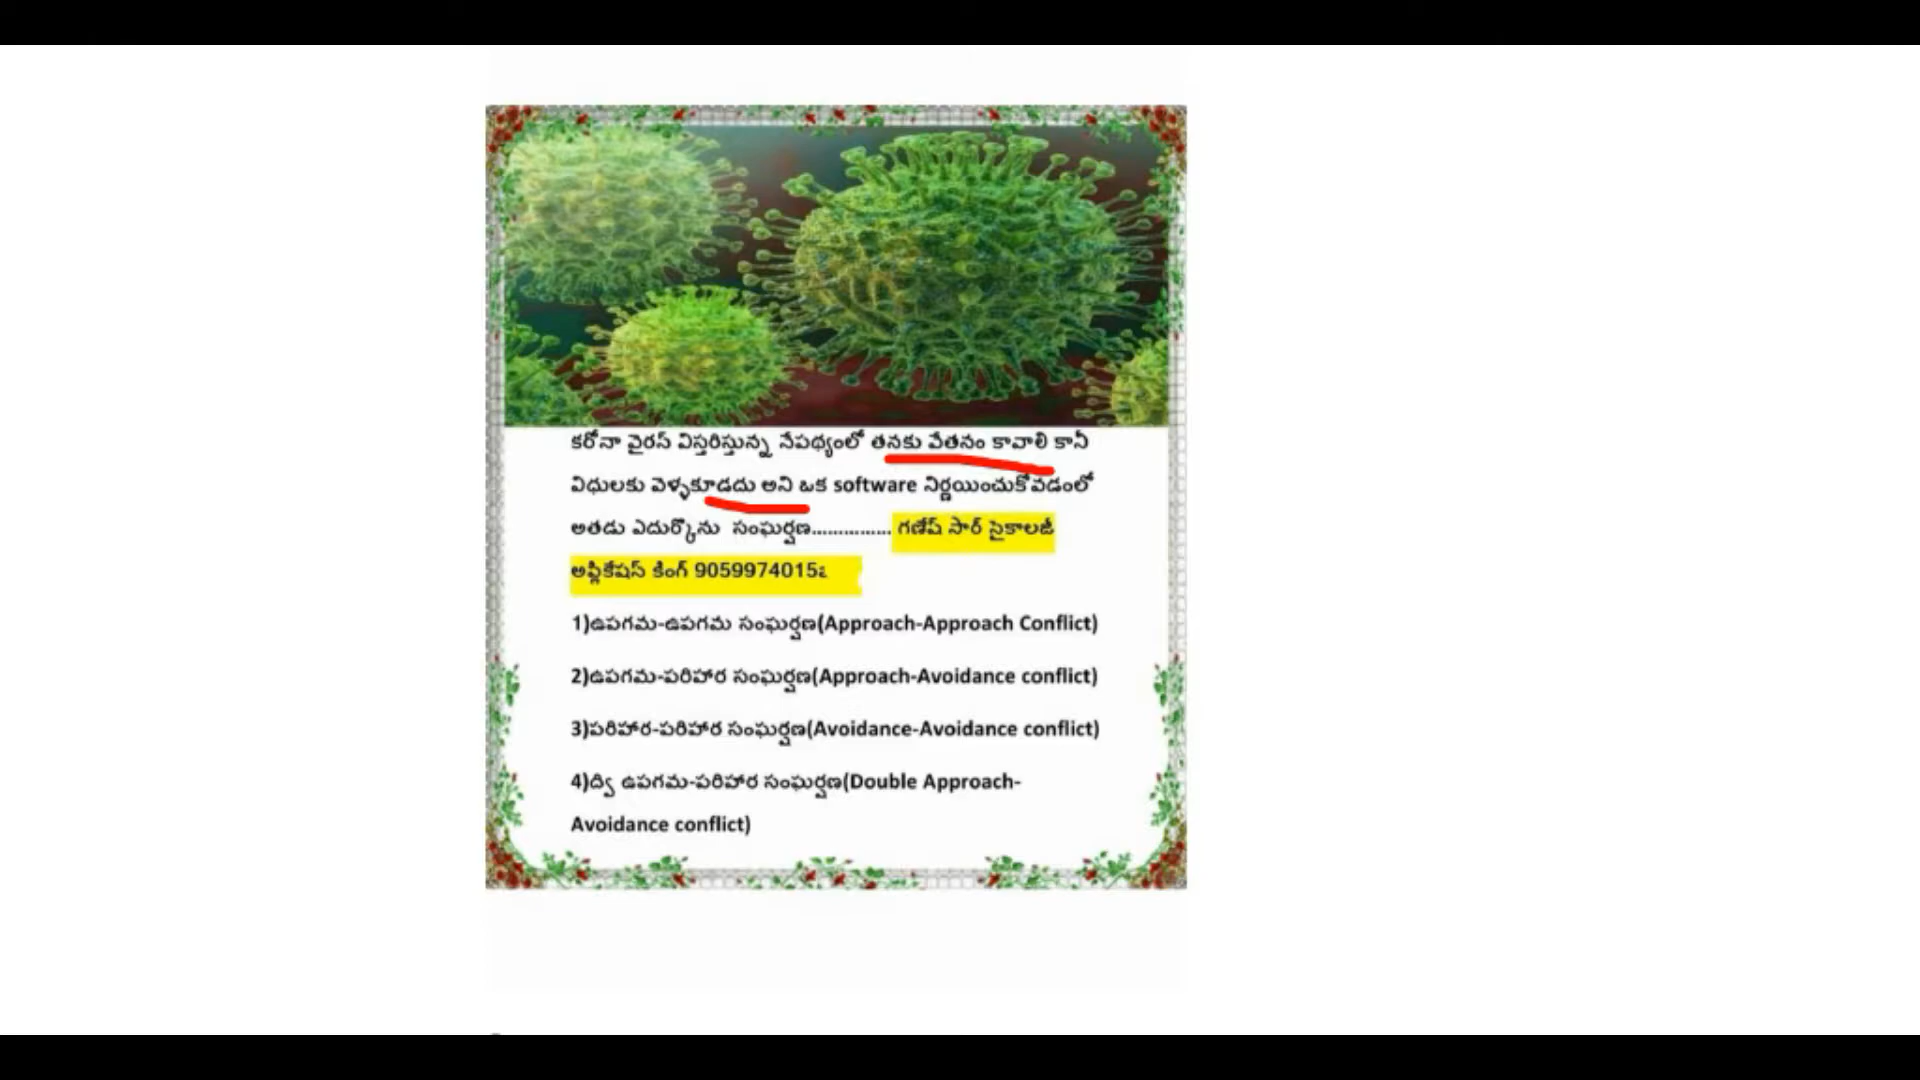 కరోనా వైరస్ విస్తరిస్తున్న నేపథ్యంలో తనకు వేతనం కావాలి కానీ
విధులకు వెళ్ళకూడదు అని ఒక software నిర్ణయించుకోవడంలో
అతడు ఎదుర్కొను సంఘర్షణ............... గణేష్ సార్ సైకాలజీ
అప్లికేషన్ కింగ్ 9059974015
1)ఉపగమ-ఉపగమ సంఘర్షణ(Approach-Approach Conflict)
2)ఉపగమ-పరిహార సంఘర్షణ(Approach-Avoidance conflict)
3)పరిహార-పరిహార సంఘర్షణ(Avoidance-Avoidance conflict)
4)ద్వి ఉపగమ-పరిహార సంఘర్షణ(Double Approach-
Avoidance conflict)